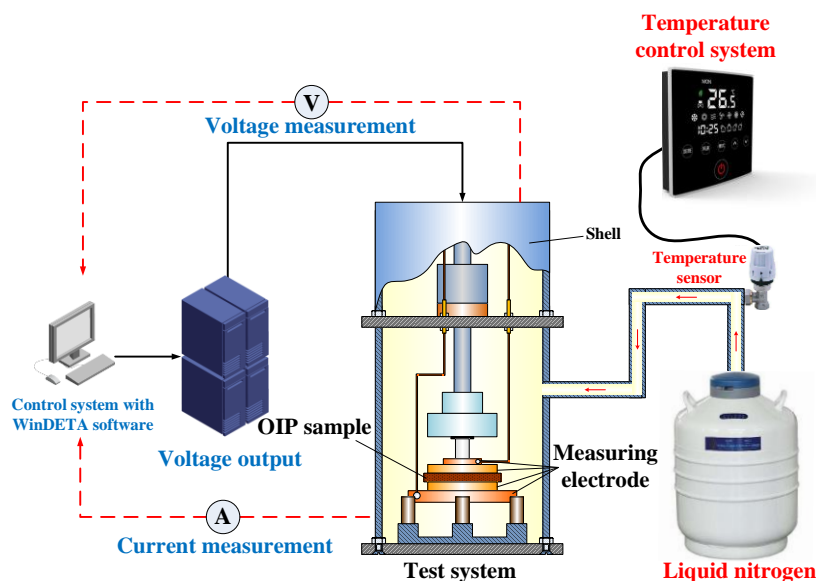 Temperature
control system
26.5
10:25
V
Voltage measurement
Shell
Temperature
sensor
Control system with
WinDETA software
Voltage output
OIP sample
Measuring
electrode
A
Current measurement
Test system
Liquid nitrogen